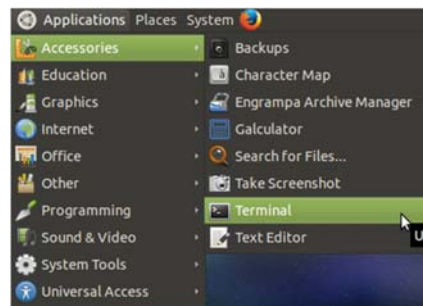 Applications Places System
Accessories
Education
Graphics
Internet
Office
Other
Programming
Sound & Video
System Tools
Universal Access
Backups
Character Map
Engrampa Archive Manager
Galculator
Search for Files...
Take Screenshot
Terminal
Text Editor
U